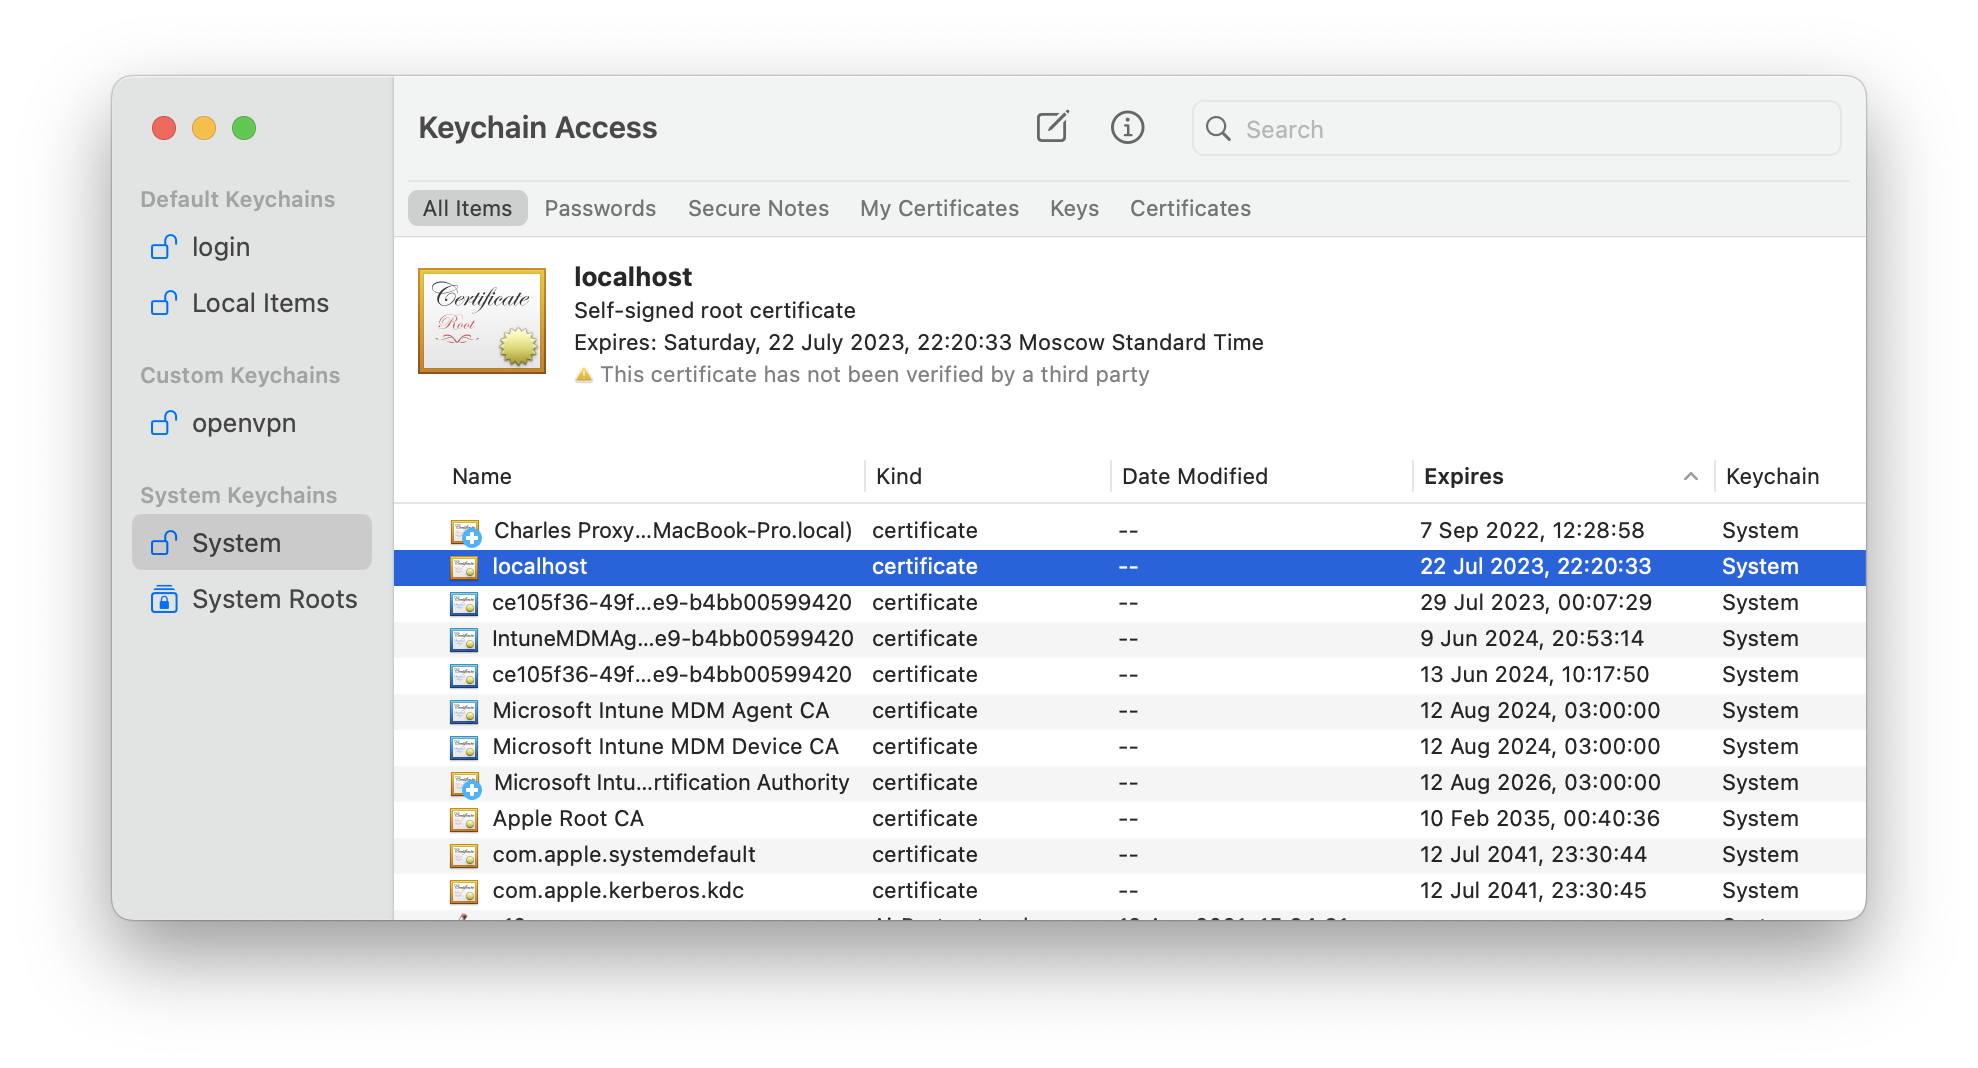 Keychain Access
Search
Default Keychains
login
Local Items
Custom Keychains
openvpn
System Keychains
System
System Roots
All Items Passwords Secure Notes My Certificates Keys Certificates
Certificate
Root
localhost
Self-signed root certificate
Expires: Saturday, 22 July 2023, 22:20:33 Moscow Standard Time
This certificate has not been verified by a third party
Name Kind Date Modified Expires Keychain
Charles Proxy...MacBook-Pro.local) certificate -- 7 Sep 2022, 12:28:58 System
localhost certificate -- 22 Jul 2023, 22:20:33 System
ce105f36-49f...e9-b4bb00599420 certificate -- 29 Jul 2023, 00:07:29 System
IntuneMDMAg...e9-b4bb00599420 certificate -- 9 Jun 2024, 20:53:14 System
ce105f36-49f...e9-b4bb00599420 certificate -- 13 Jun 2024, 10:17:50 System
Microsoft Intune MDM Agent CA certificate -- 12 Aug 2024, 03:00:00 System
Microsoft Intune MDM Device CA certificate -- 12 Aug 2024, 03:00:00 System
Microsoft Intu...rtification Authority certificate -- 12 Aug 2026, 03:00:00 System
Apple Root CA certificate -- 10 Feb 2035, 00:40:36 System
com.apple.systemdefault certificate -- 12 Jul 2041, 23:30:44 System
com.apple.kerberos.kdc certificate -- 12 Jul 2041, 23:30:45 System